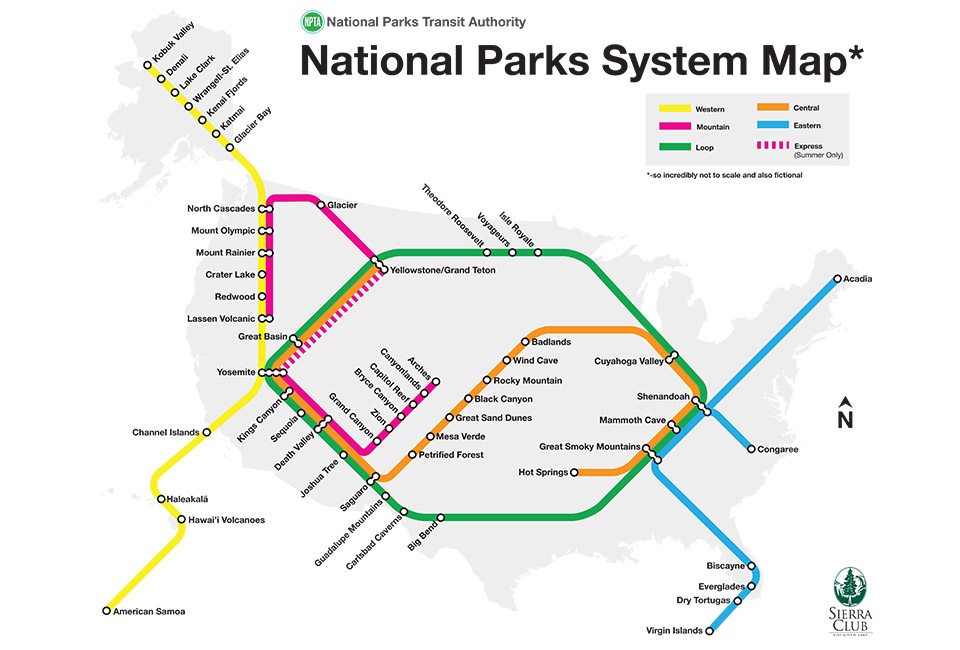 NPTA National Parks Transit Authority
National Parks System Map*
Western
Mountain
Loop
Central
Eastern
Express
(Summer Only)
*-so incredibly not to scale and also fictional
Kobuk Valley
Denali
Lake Clark
Wrangell-St. Elias
Kenai Fjords
Katmai
Glacier Bay
North Cascades
Mount Olympic
Mount Rainier
Crater Lake
Redwood
Lassen Volcanic
Great Basin
Yosemite
Glacier
Yellowstone/Grand Teton
Theodore Roosevelt
Voyageurs
Isle Royale
Acadia
Cuyahoga Valley
Shenandoah
Mammoth Cave
Great Smoky Mountains
Hot Springs
Congaree
Badlands
Wind Cave
Rocky Mountain
Black Canyon
Great Sand Dunes
Mesa Verde
Petrified Forest
Arches
Canyonlands
Capitol Reef
Bryce Canyon
Zion
Grand Canyon
Kings Canyon
Sequoia
Death Valley
Joshua Tree
Saguaro
Guadalupe Mountains
Carlsbad Caverns
Big Bend
Channel Islands
Haleakalā
Hawai'i Volcanoes
American Samoa
N
Biscayne
Everglades
Dry Tortugas
Virgin Islands
SIERRA
CLUB
FOUNDED 1892